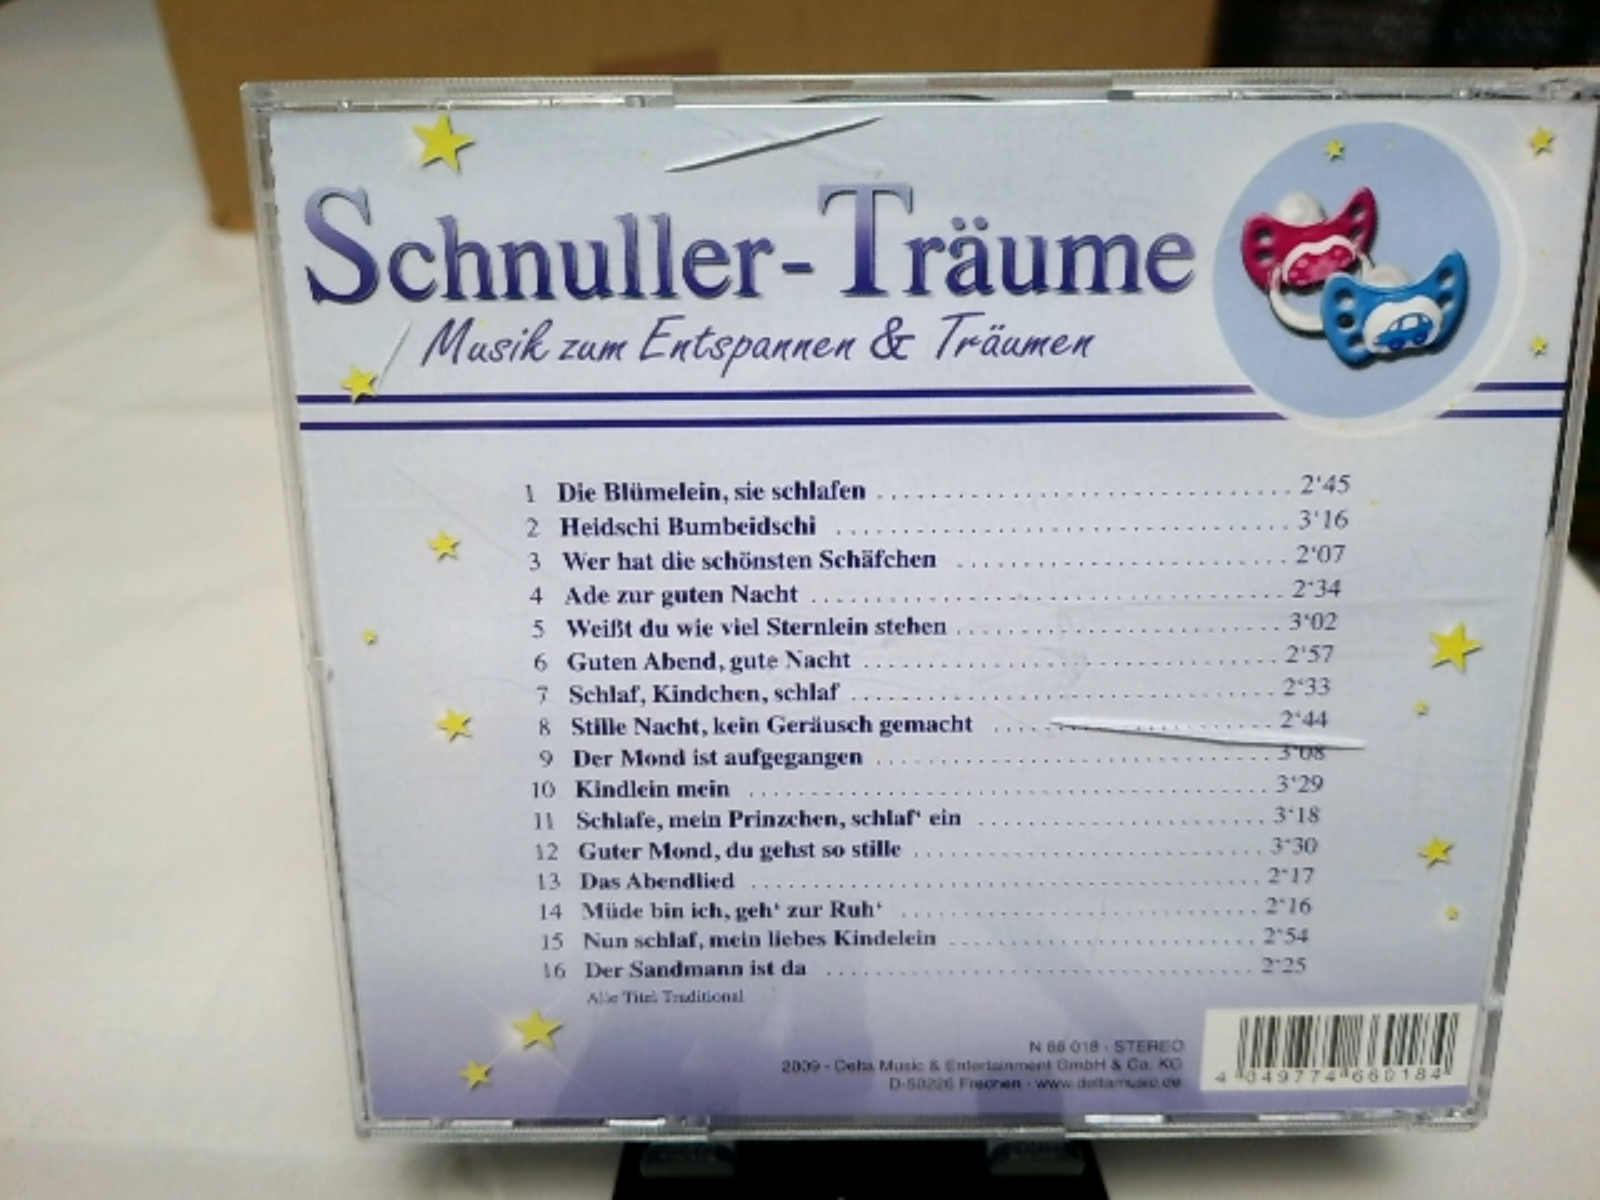 Schnuller-Träume
Musik zum Entspannen & Träumen
1 Die Blümelein, sie schlafen 2'45
2 Heidschi Bumbeidschi 3'16
3 Wer hat die schönsten Schäfchen 2'07
4 Ade zur guten Nacht 2'34
5 Weißt du wie viel Sternlein stehen 3'02
6 Guten Abend, gute Nacht 2'57
7 Schlaf, Kindchen, schlaf 2'33
8 Stille Nacht, kein Geräusch gemacht 2'44
9 Der Mond ist aufgegangen 3'08
10 Kindlein mein 3'29
11 Schlafe, mein Prinzchen, schlaf' ein 3'18
12 Guter Mond, du gehst so stille 3'30
13 Das Abendlied 2'17
14 Müde bin ich, geh' zur Ruh' 2'16
15 Nun schlaf, mein liebes Kindelein 2'54
16 Der Sandmann ist da 2'25
Alle Titel Traditional
N 66 018 - STEREO
2009 - Delta Music & Entertainment GmbH & Co. KG
D-50226 Frechen - www.deltamusic.de
4 049774 660184